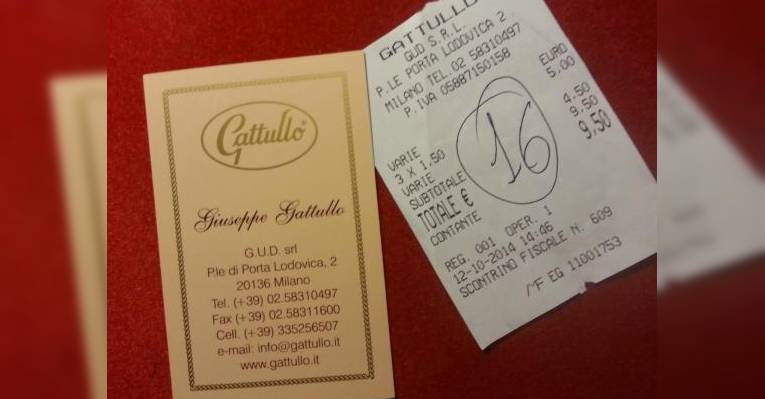 Gattullo®
Giuseppe Gattullo
G.U.D. srl
P.le di Porta Lodovica, 2
20136 Milano
Tel. (+39) 02.58310497
Fax (+39) 02.58311600
Cell. (+39) 335256507
e-mail: info@gattullo.it
www.gattullo.it
GATTULLO
GUD S.R.L.
P.LE PORTA LODOVICA 2
MILANO TEL.02 58310497
P.IVA 05887150158
EURO
VARIE 5.00
3 X 1.50
VARIE 4.50
SUBTOTALE 9.50
TOTALE € 9,50
CONTANTE
16
REG. 001 OPER. 1
12-10-2014 14:46
SCONTRINO FISCALE N. 609
/F EG 11001753